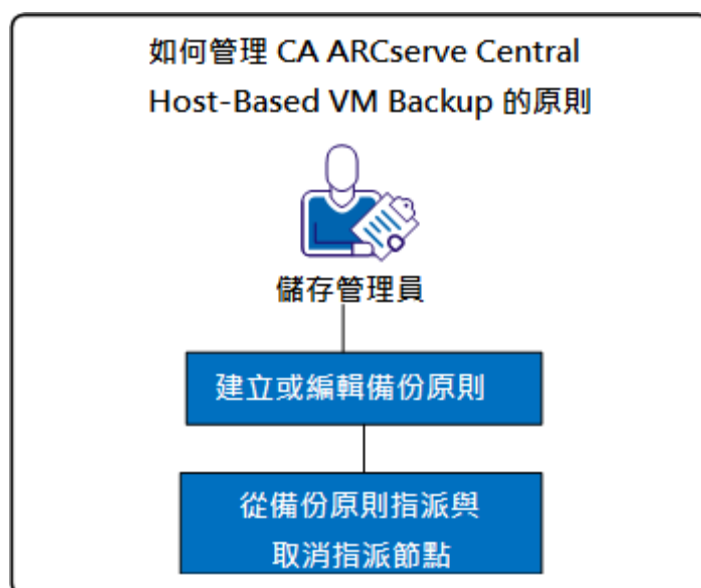 如何管理 CA ARCserve Central
Host-Based VM Backup 的原則
儲存管理員
建立或編輯備份原則
從備份原則指派與
取消指派節點